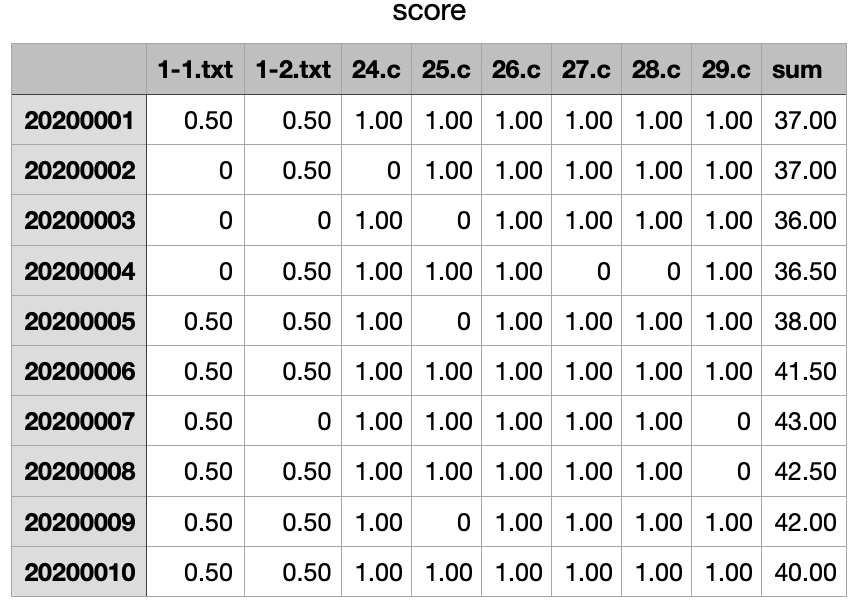 score
1-1.txt 1-2.txt 24.c 25.c 26.c 27.c 28.c 29.c sum
20200001 0.50 0.50 1.00 1.00 1.00 1.00 1.00 1.00 37.00
20200002 0 0.50 0 1.00 1.00 1.00 1.00 1.00 37.00
20200003 0 0 1.00 0 1.00 1.00 1.00 1.00 36.00
20200004 0 0.50 1.00 1.00 1.00 0 0 1.00 36.50
20200005 0.50 0.50 1.00 0 1.00 1.00 1.00 1.00 38.00
20200006 0.50 0.50 1.00 1.00 1.00 1.00 1.00 1.00 41.50
20200007 0.50 0 1.00 1.00 1.00 1.00 1.00 0 43.00
20200008 0.50 0.50 1.00 1.00 1.00 1.00 1.00 0 42.50
20200009 0.50 0.50 1.00 0 1.00 1.00 1.00 1.00 42.00
20200010 0.50 0.50 1.00 1.00 1.00 1.00 1.00 1.00 40.00